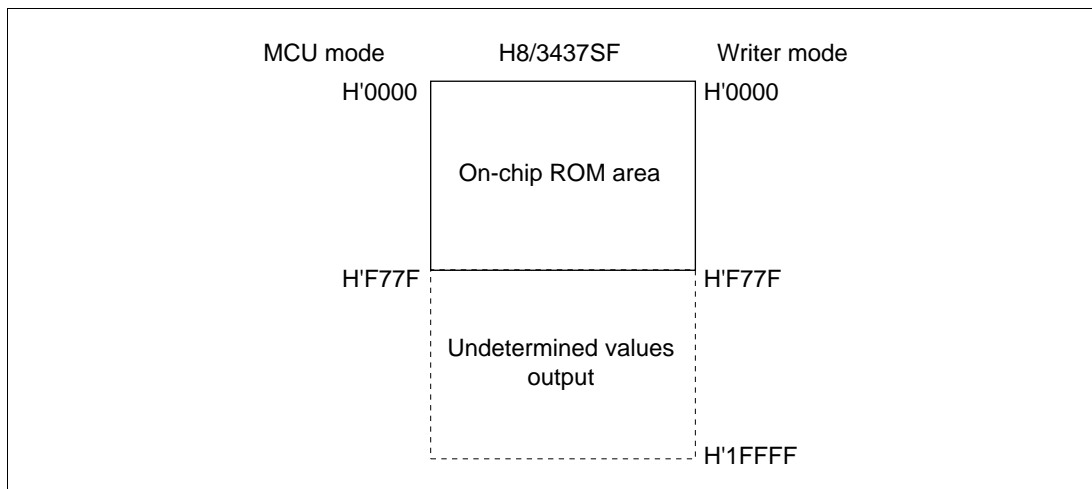 MCU mode H8/3437SF Writer mode
H'0000 H'0000
On-chip ROM area
H'F77F H'F77F
Undetermined values
output
H'1FFFF